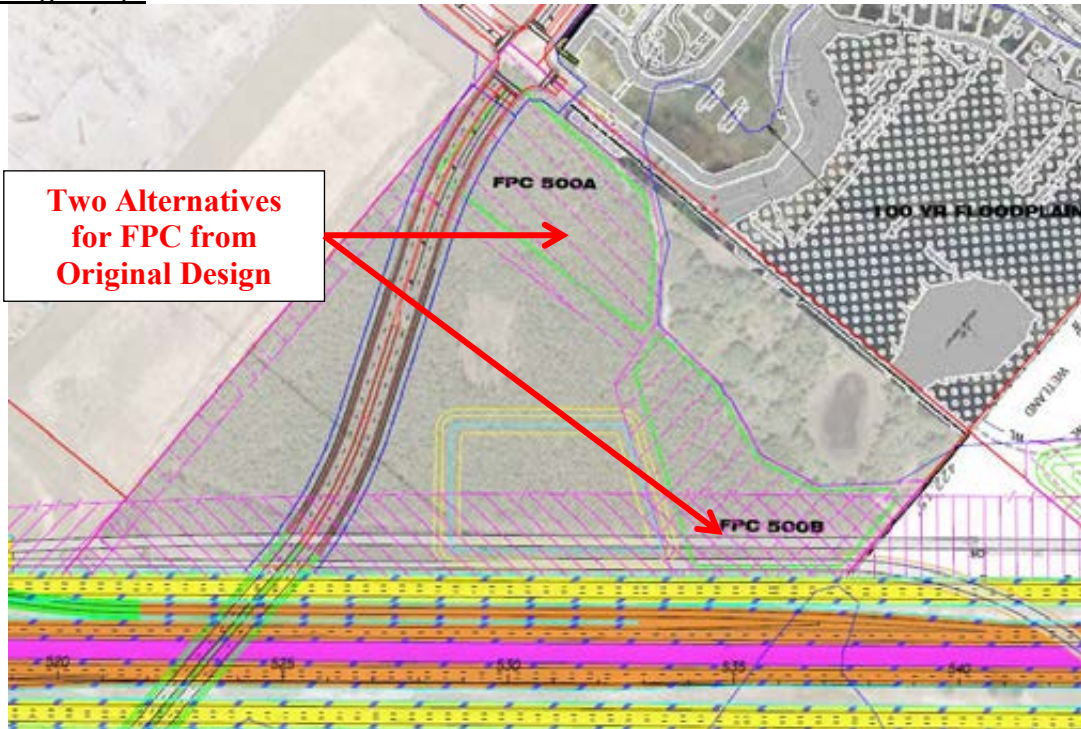 FPC 500A
Two Alternatives
for FPC from
Original Design
100 YR FLOODPLAIN
WETLAND
FPC 500B
520
525
530
535
540